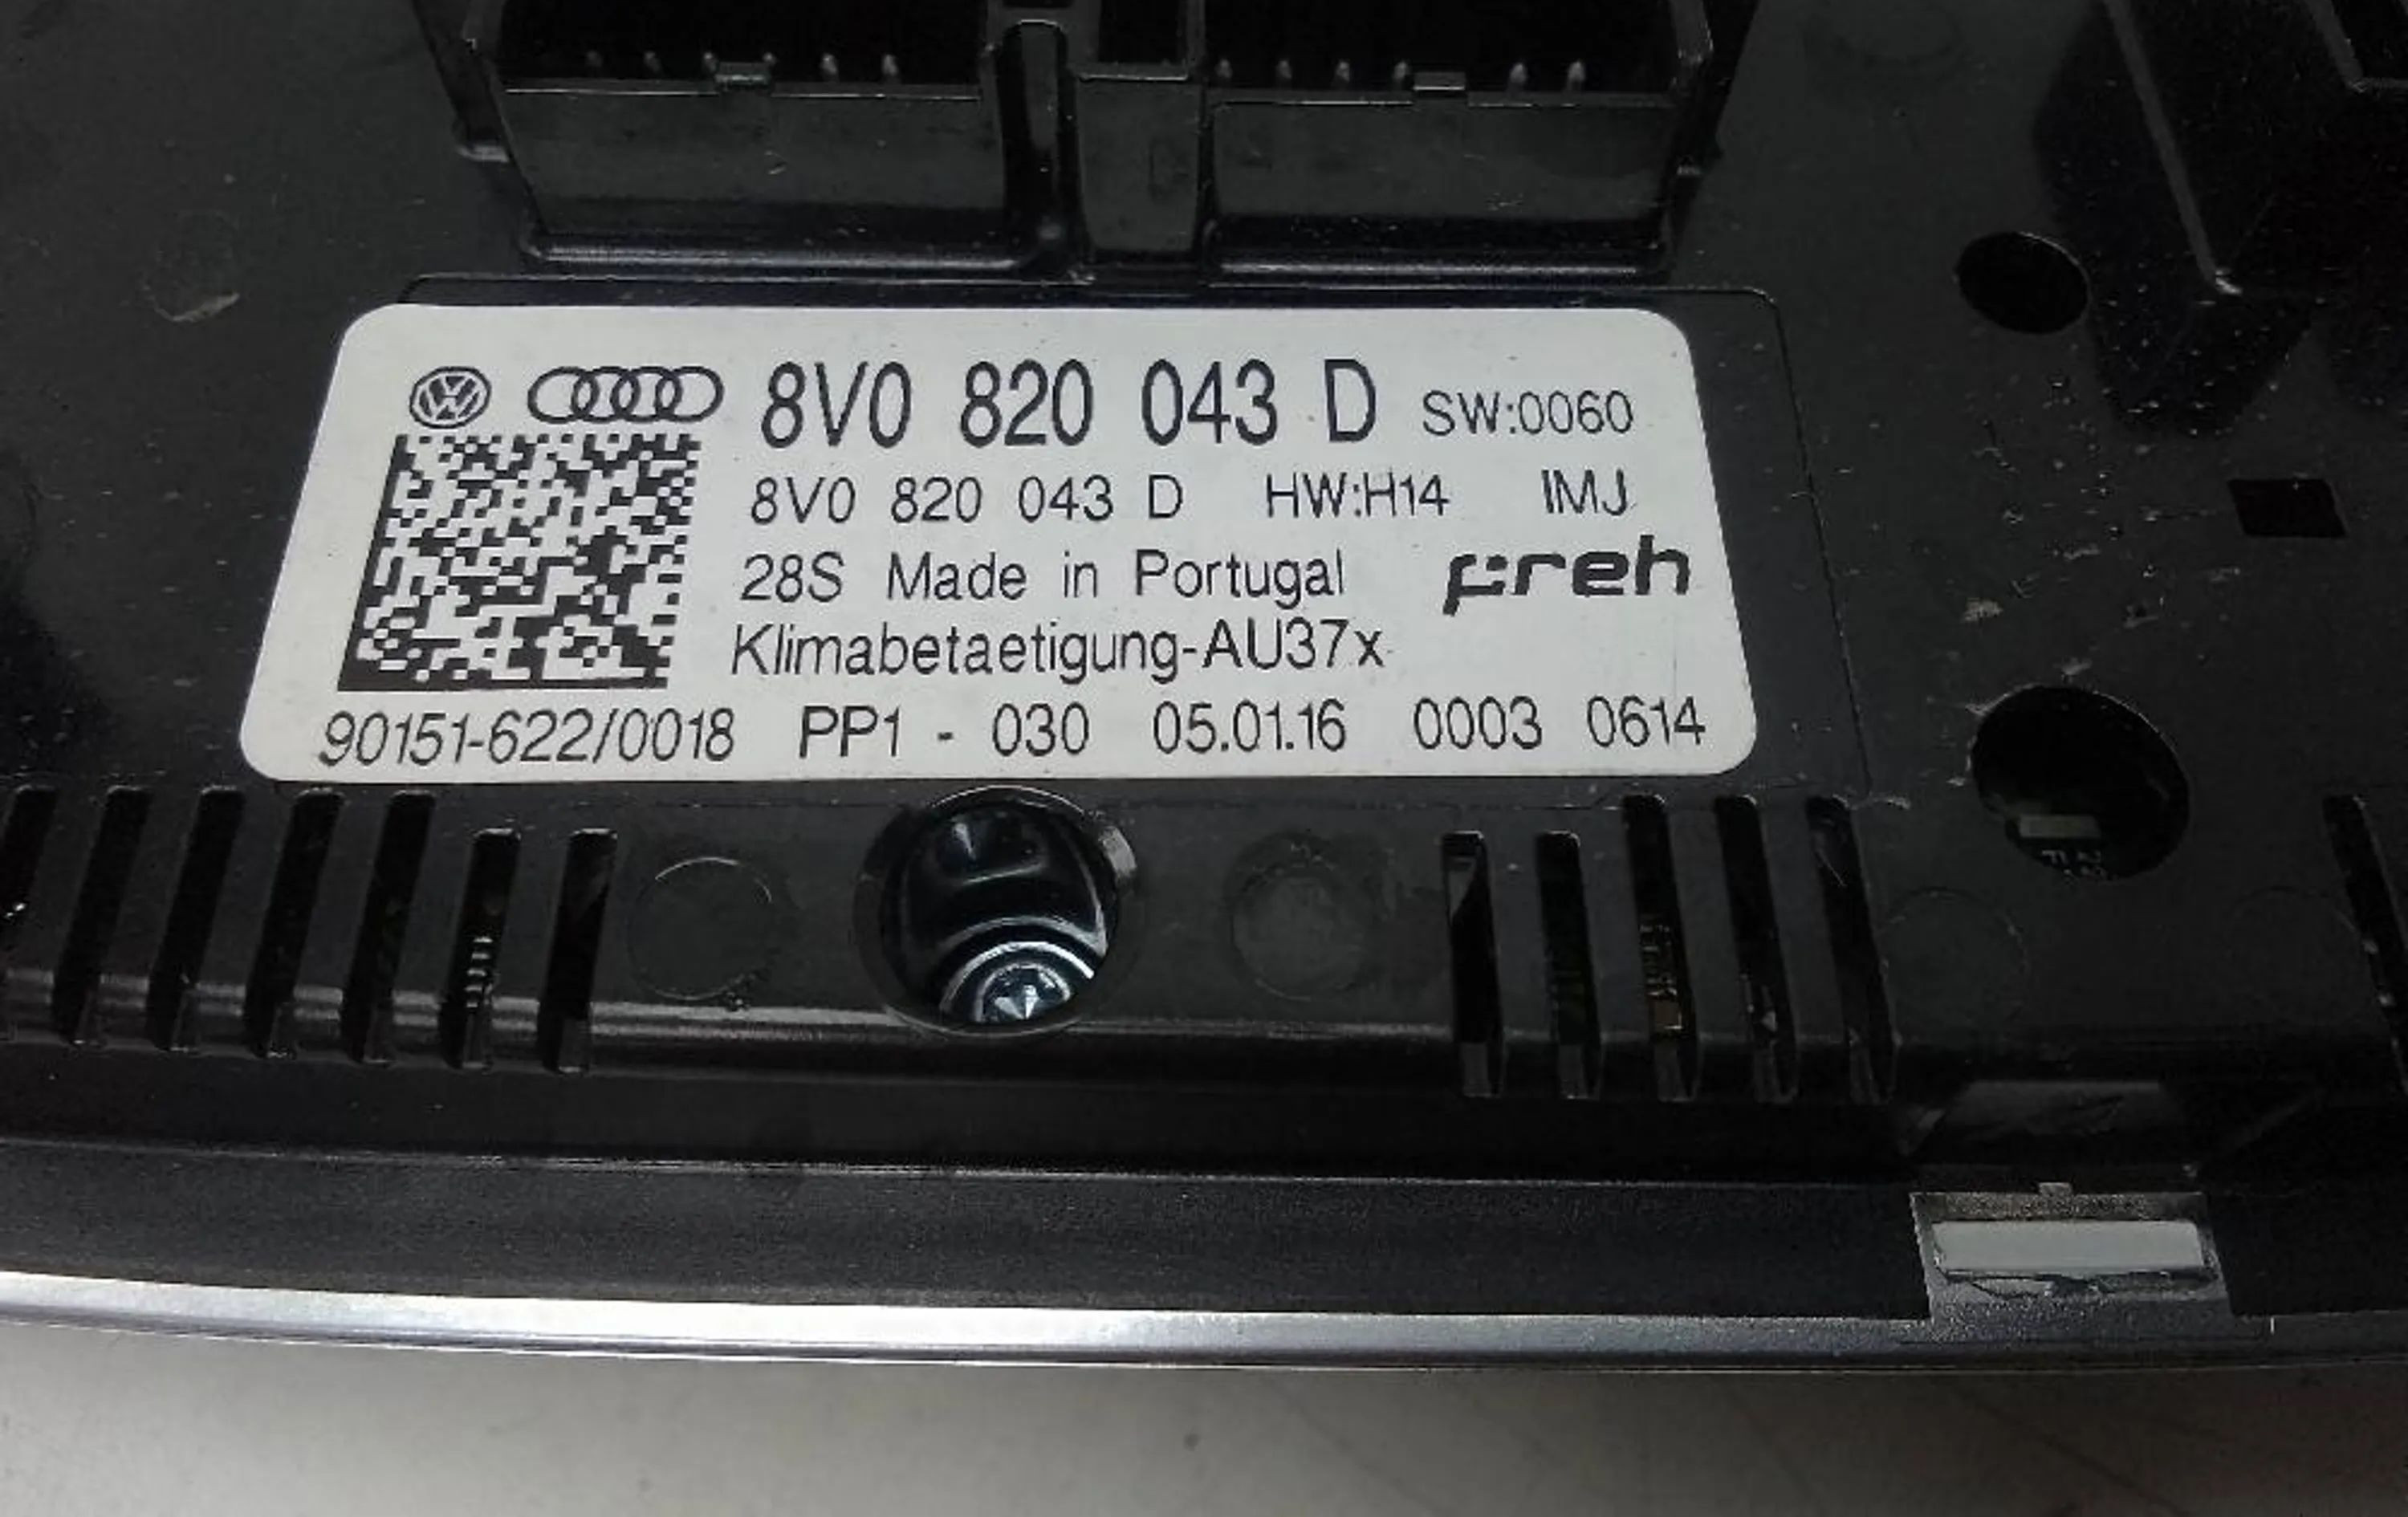 8V0 820 043 D SW:0060
8V0 820 043 D HW:H14 IMJ
28S Made in Portugal preh
Klimabetaetigung-AU37x
90151-622/0018 PP1 - 030 05.01.16 0003 0614